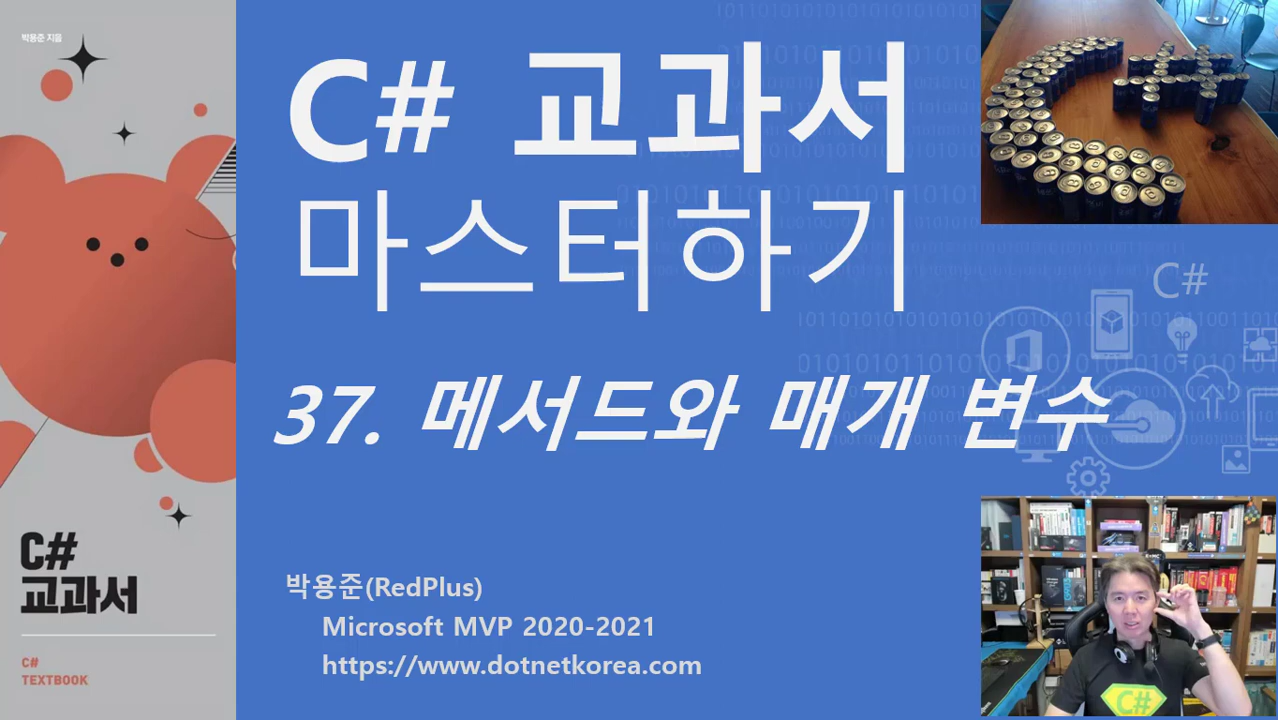 박용준 지음
C#
교과서
C#
TEXTBOOK
C# 교과서
마스터하기
37. 메서드와 매개 변수
박용준(RedPlus)
Microsoft MVP 2020-2021
https://www.dotnetkorea.com
C#
C#